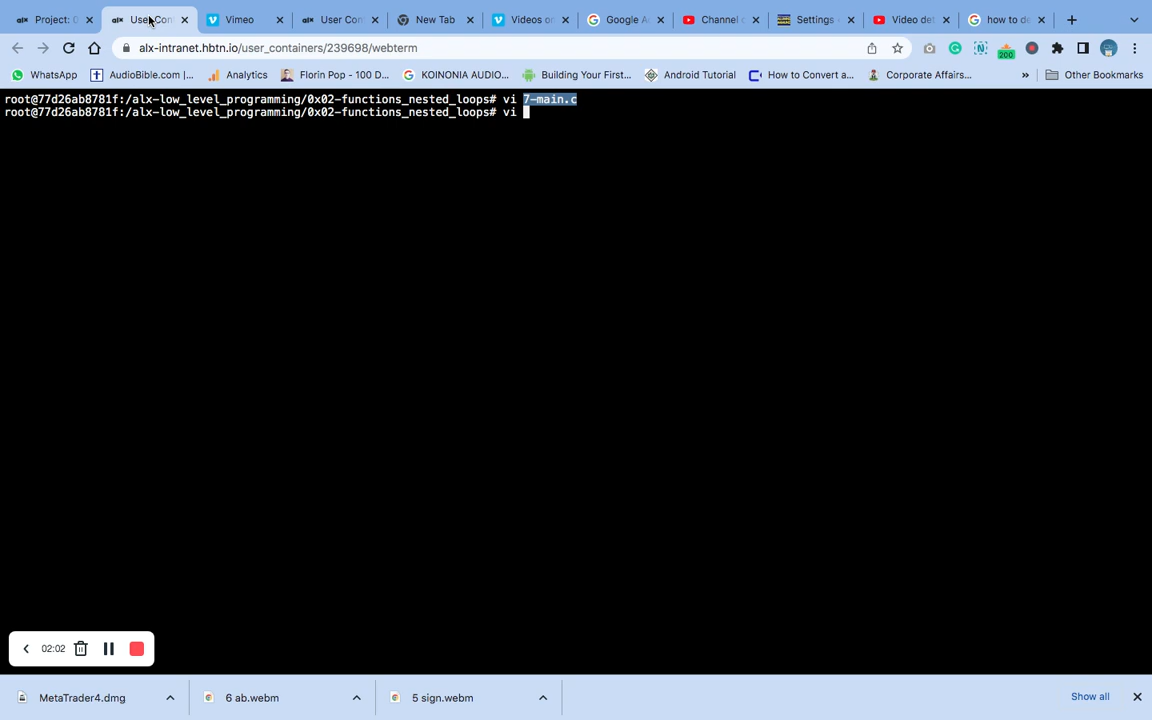 Project: 0
User Con
Vimeo
User Con
New Tab
Videos on
Google A
Channel
Settings
Video det
how to de
alx-intranet.hbtn.io/user_containers/239698/webterm
200
WhatsApp
AudioBible.com |...
Analytics
Florin Pop - 100 D...
KOINONIA AUDIO...
Building Your First...
Android Tutorial
How to Convert a...
Corporate Affairs...
»
Other Bookmarks
root@77d26ab8781f:/alx-low_level_programming/0x02-functions_nested_loops# vi 7-main.c
root@77d26ab8781f:/alx-low_level_programming/0x02-functions_nested_loops# vi
02:02
MetaTrader4.dmg
6 ab.webm
5 sign.webm
Show all